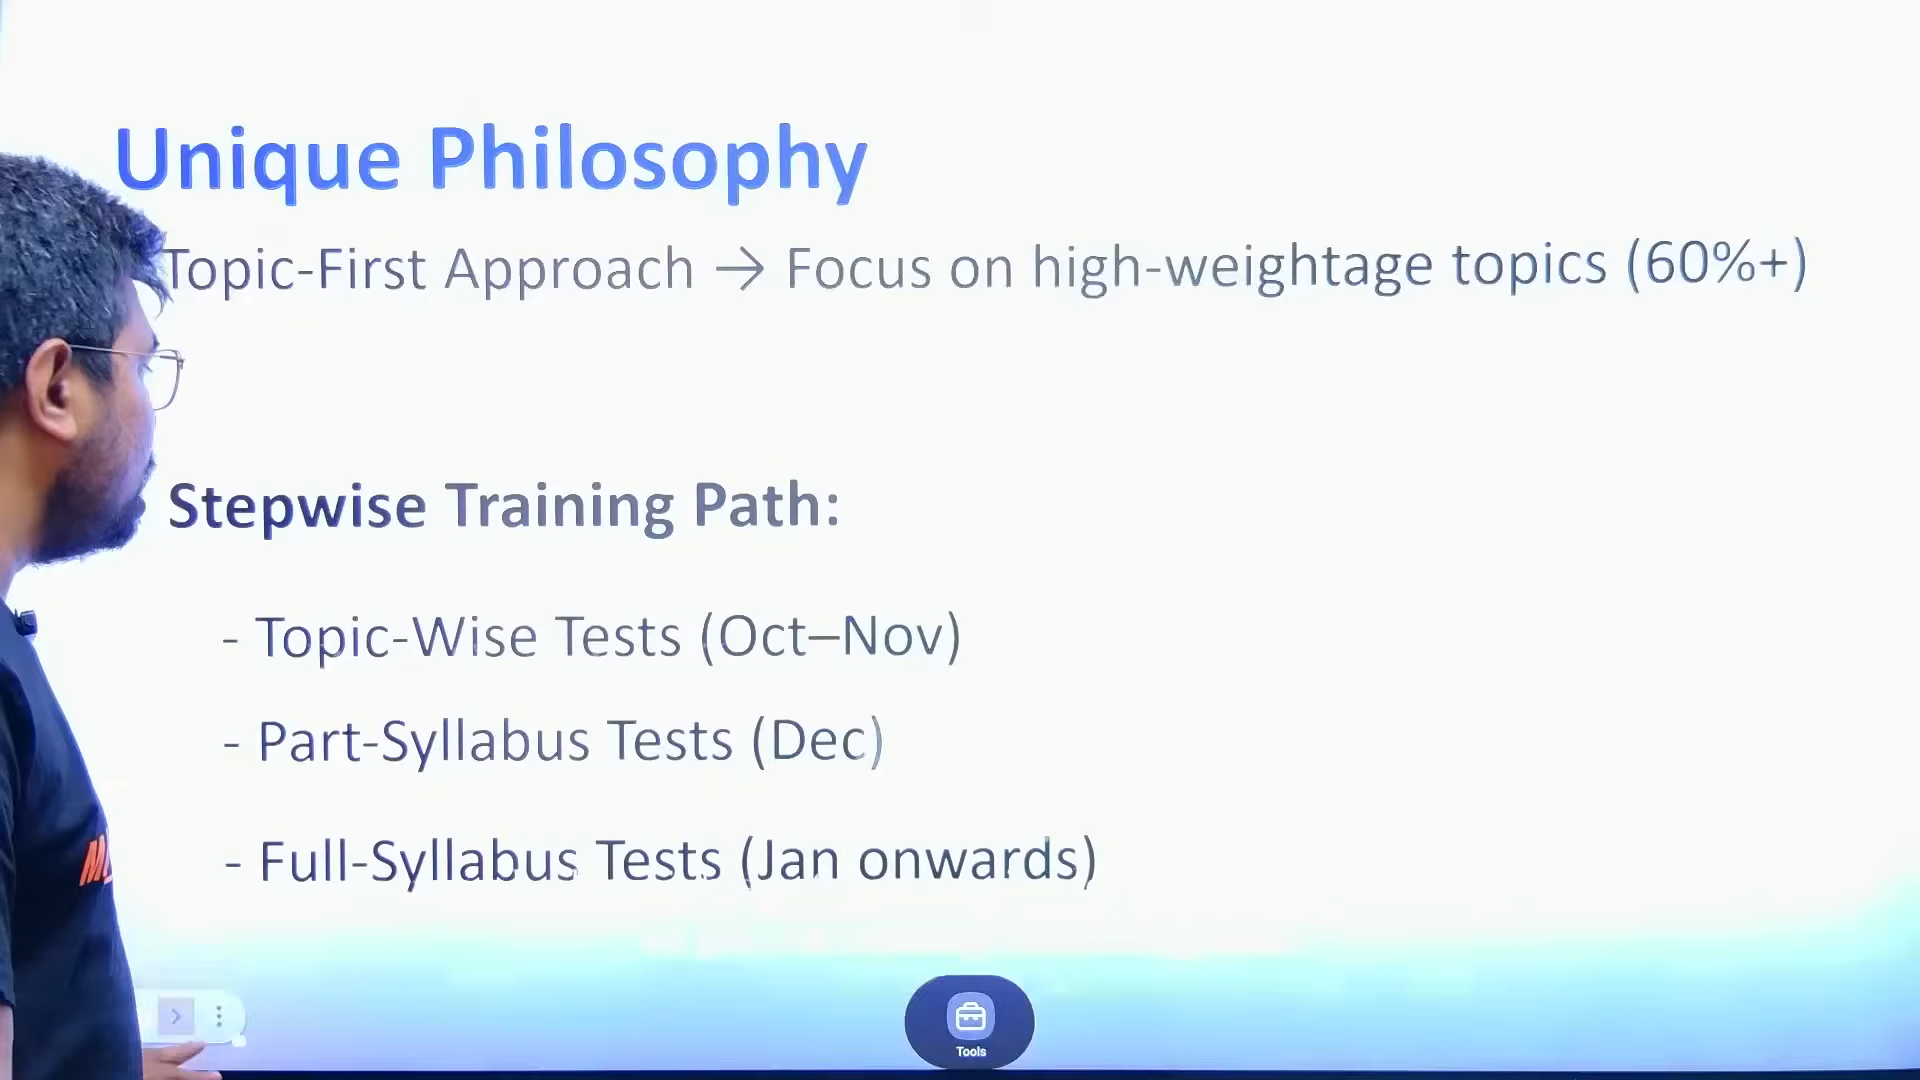 Unique Philosophy
Topic-First Approach → Focus on high-weightage topics (60%+)
Stepwise Training Path:
- Topic-Wise Tests (Oct–Nov)
- Part-Syllabus Tests (Dec)
- Full-Syllabus Tests (Jan onwards)
Tools